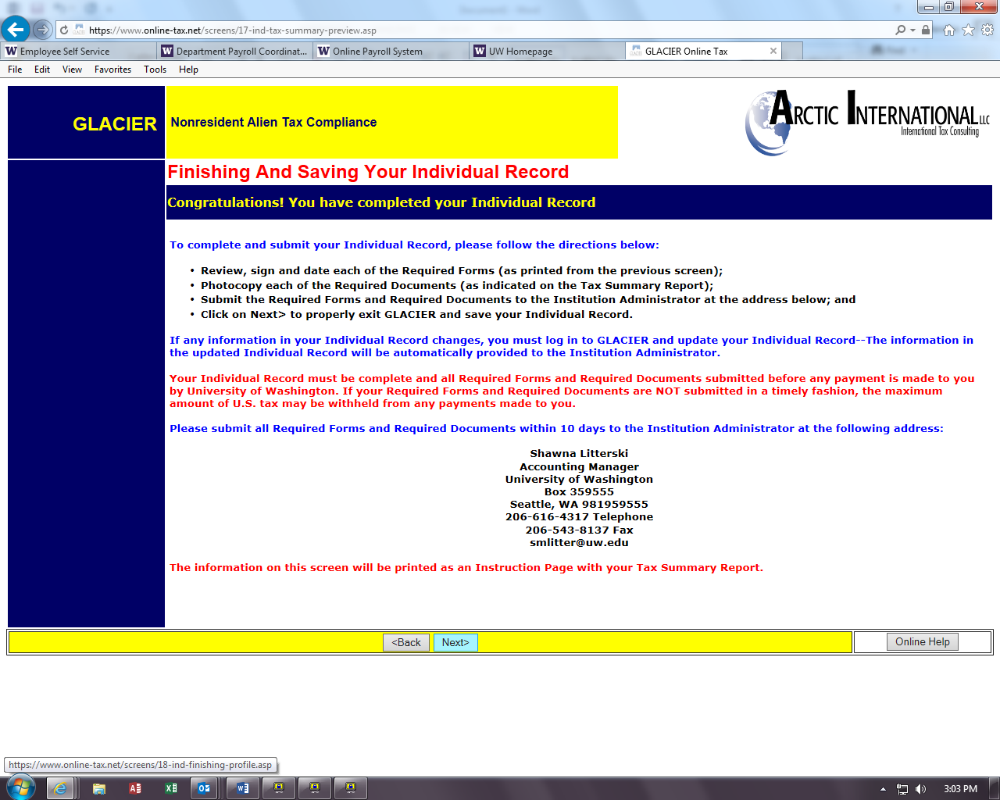 https://www.online-tax.net/screens/17-ind-tax-summary-preview.asp
Employee Self Service
Department Payroll Coordinat...
Online Payroll System
UW Homepage
GLACIER Online Tax
File Edit View Favorites Tools Help
GLACIER
Nonresident Alien Tax Compliance
ARCTIC INTERNATIONAL LLC
International Tax Consulting
Finishing And Saving Your Individual Record
Congratulations! You have completed your Individual Record
To complete and submit your Individual Record, please follow the directions below:
• Review, sign and date each of the Required Forms (as printed from the previous screen);
• Photocopy each of the Required Documents (as indicated on the Tax Summary Report);
• Submit the Required Forms and Required Documents to the Institution Administrator at the address below; and
• Click on Next> to properly exit GLACIER and save your Individual Record.
If any information in your Individual Record changes, you must log in to GLACIER and update your Individual Record--The information in
the updated Individual Record will be automatically provided to the Institution Administrator.
Your Individual Record must be complete and all Required Forms and Required Documents submitted before any payment is made to you
by University of Washington. If your Required Forms and Required Documents are NOT submitted in a timely fashion, the maximum
amount of U.S. tax may be withheld from any payments made to you.
Please submit all Required Forms and Required Documents within 10 days to the Institution Administrator at the following address:
Shawna Litterski
Accounting Manager
University of Washington
Box 359555
Seattle, WA 981959555
206-616-4317 Telephone
206-543-8137 Fax
smlitter@uw.edu
The information on this screen will be printed as an Instruction Page with your Tax Summary Report.
<Back Next> Online Help
https://www.online-tax.net/screens/18-ind-finishing-profile.asp
3:03 PM